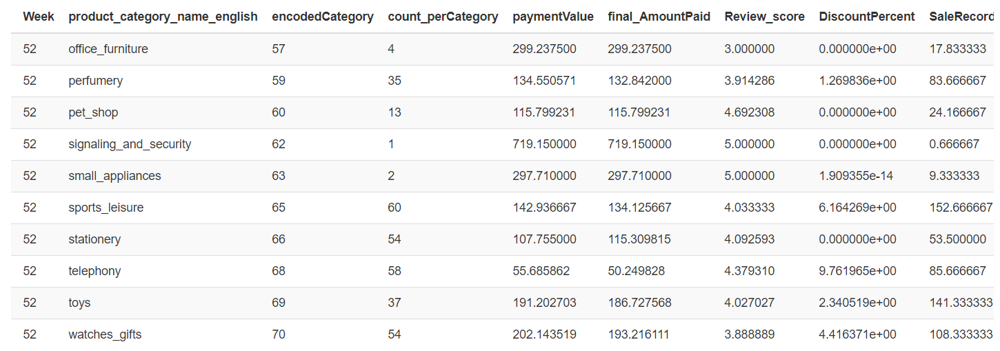 Week product_category_name_english encodedCategory count_perCategory paymentValue final_AmountPaid Review_score DiscountPercent SaleRecord
52 office_furniture 57 4 299.237500 299.237500 3.000000 0.000000e+00 17.833333
52 perfumery 59 35 134.550571 132.842000 3.914286 1.269836e+00 83.666667
52 pet_shop 60 13 115.799231 115.799231 4.692308 0.000000e+00 24.166667
52 signaling_and_security 62 1 719.150000 719.150000 5.000000 0.000000e+00 0.666667
52 small_appliances 63 2 297.710000 297.710000 5.000000 1.909355e-14 9.333333
52 sports_leisure 65 60 142.936667 134.125667 4.033333 6.164269e+00 152.666667
52 stationery 66 54 107.755000 115.309815 4.092593 0.000000e+00 53.500000
52 telephony 68 58 55.685862 50.249828 4.379310 9.761965e+00 85.666667
52 toys 69 37 191.202703 186.727568 4.027027 2.340519e+00 141.333333
52 watches_gifts 70 54 202.143519 193.216111 3.888889 4.416371e+00 108.333333